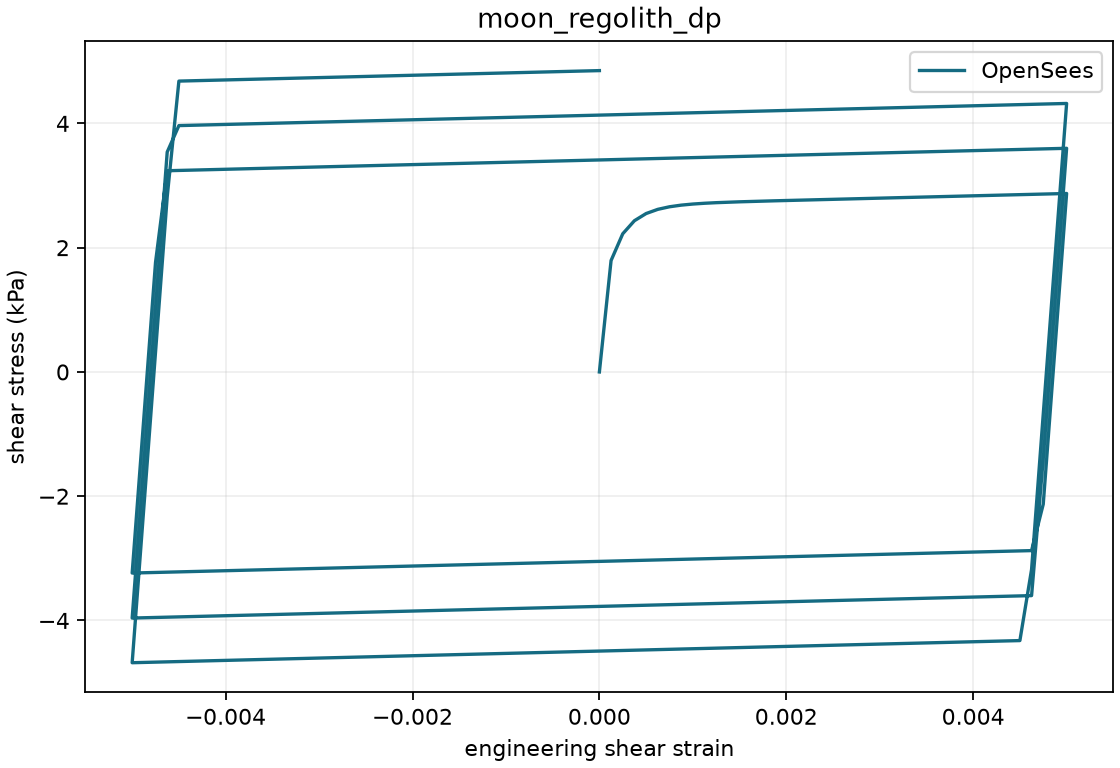 moon_regolith_dp
OpenSees
shear stress (kPa)
4
2
0
−2
−4
−0.004
−0.002
0.000
0.002
0.004
engineering shear strain